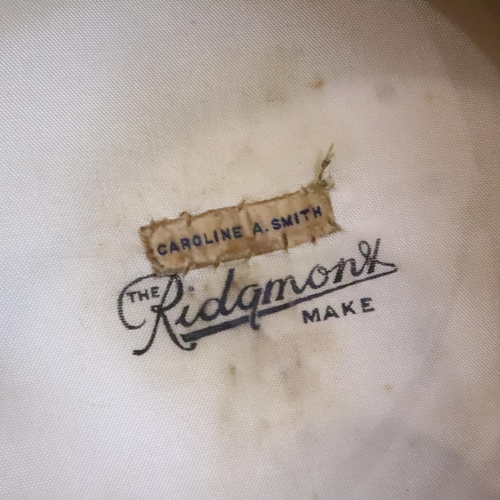 CAROLINE A. SMITH
THE Ridgmont
MAKE